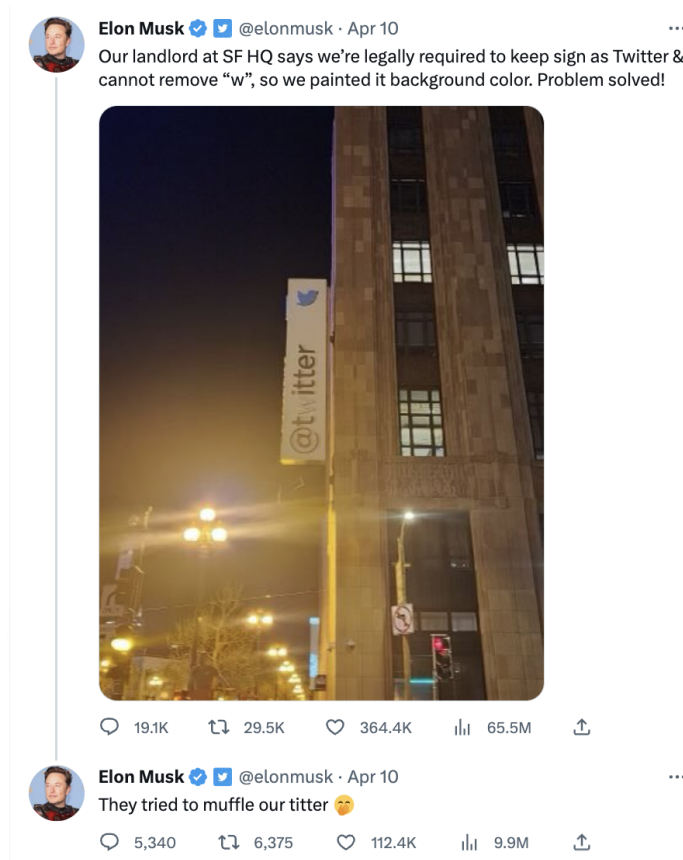 Elon Musk @elonmusk · Apr 10
Our landlord at SF HQ says we’re legally required to keep sign as Twitter &
cannot remove “w”, so we painted it background color. Problem solved!
@twitter
19.1K 29.5K 364.4K 65.5M
Elon Musk @elonmusk · Apr 10
They tried to muffle our titter 🤭
5,340 6,375 112.4K 9.9M